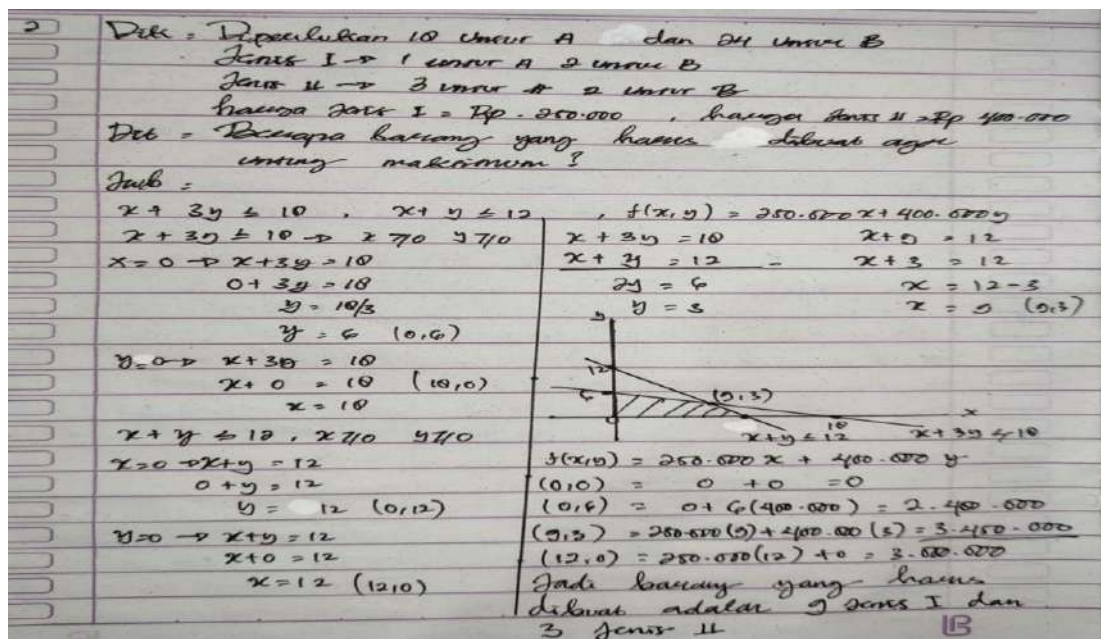 2
Dik = Diperlukan 18 unsur A dan 24 unsur B
Jenis I → 1 unsur A 2 unsur B
Jenis II → 3 unsur A 2 unsur B
harga Jenis I = Rp. 250.000 , harga Jenis II = Rp 400.000
Dit = Berapa barang yang harus dibuat agar
untung maksimum ?
Jwb =
x + 3y ≤ 18 , x + y ≤ 12 , f(x,y) = 250.000x + 400.000y
x + 3y ≤ 18 → x ≥ 0 y ≥ 0
x = 0 → x + 3y = 18
0 + 3y = 18
y = 18/3
y = 6 (0,6)
y = 0 → x + 3y = 18
x + 0 = 18 (18,0)
x = 18
x + y ≤ 12 , x ≥ 0 y ≥ 0
x = 0 → x + y = 12
0 + y = 12
y = 12 (0,12)
y = 0 → x + y = 12
x + 0 = 12
x = 12 (12,0)
x + 3y = 18 x + y = 12
x + y = 12 - x + 3 = 12
2y = 6 x = 12 - 3
y = 3 x = 9 (9,3)
y
12
6 (9,3)
x
18
x + y ≤ 12 x + 3y ≤ 18
f(x,y) = 250.000 x + 400.000 y
(0,0) = 0 + 0 = 0
(0,6) = 0 + 6(400.000) = 2.400.000
(9,3) = 250.000(9) + 400.000(3) = 3.450.000
(12,0) = 250.000(12) + 0 = 3.000.000
Jadi barang yang harus
dibuat adalah 9 jenis I dan
3 Jenis II